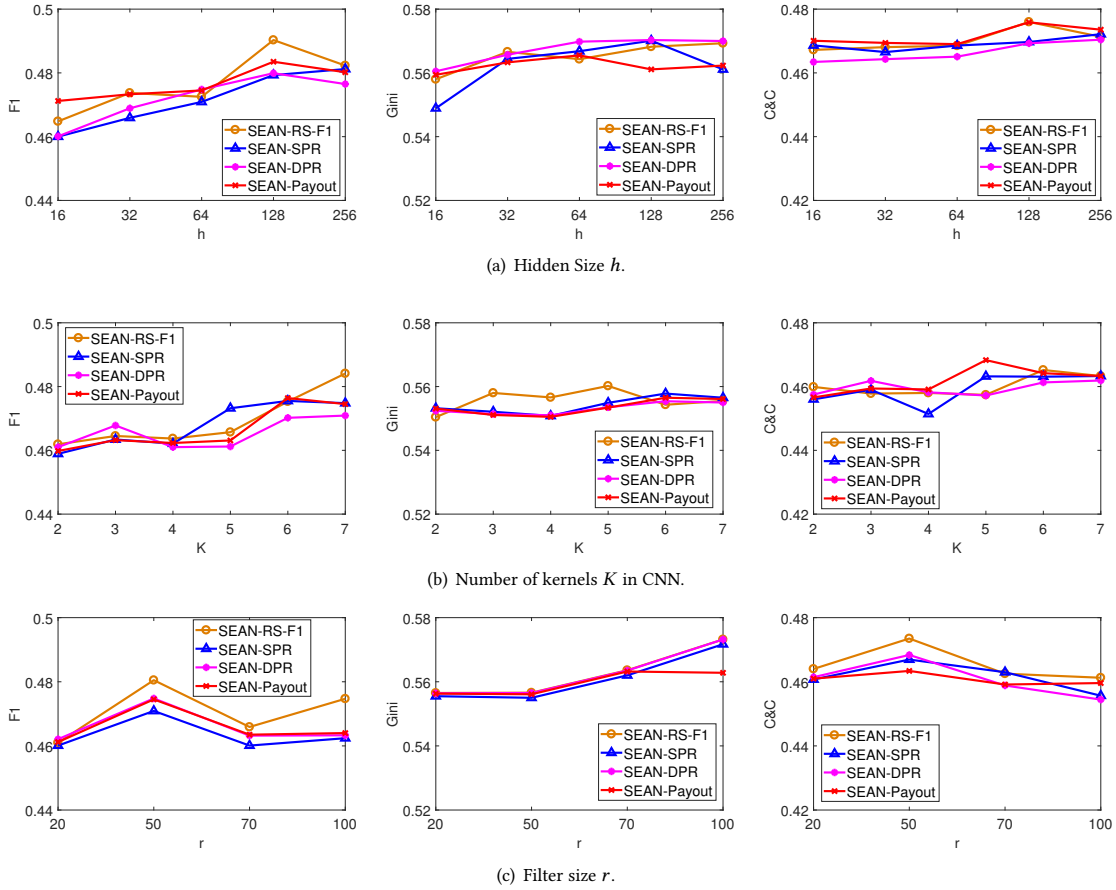 0.5
0.48
0.46
0.44
F1
16 32 64 128 256
h
SEAN-RS-F1
SEAN-SPR
SEAN-DPR
SEAN-Payout
0.58
0.56
0.54
0.52
Gini
16 32 64 128 256
h
SEAN-RS-F1
SEAN-SPR
SEAN-DPR
SEAN-Payout
0.48
0.46
0.44
0.42
C&C
16 32 64 128 256
h
SEAN-RS-F1
SEAN-SPR
SEAN-DPR
SEAN-Payout
(a) Hidden Size h.
0.5
0.48
0.46
0.44
F1
2 3 4 5 6 7
K
SEAN-RS-F1
SEAN-SPR
SEAN-DPR
SEAN-Payout
0.58
0.56
0.54
0.52
Gini
2 3 4 5 6 7
K
SEAN-RS-F1
SEAN-SPR
SEAN-DPR
SEAN-Payout
0.48
0.46
0.44
0.42
C&C
2 3 4 5 6 7
K
SEAN-RS-F1
SEAN-SPR
SEAN-DPR
SEAN-Payout
(b) Number of kernels K in CNN.
0.5
0.48
0.46
0.44
F1
20 50 70 100
r
SEAN-RS-F1
SEAN-SPR
SEAN-DPR
SEAN-Payout
0.58
0.56
0.54
0.52
Gini
20 50 70 100
r
SEAN-RS-F1
SEAN-SPR
SEAN-DPR
SEAN-Payout
0.48
0.46
0.44
0.42
C&C
20 50 70 100
r
SEAN-RS-F1
SEAN-SPR
SEAN-DPR
SEAN-Payout
(c) Filter size r.